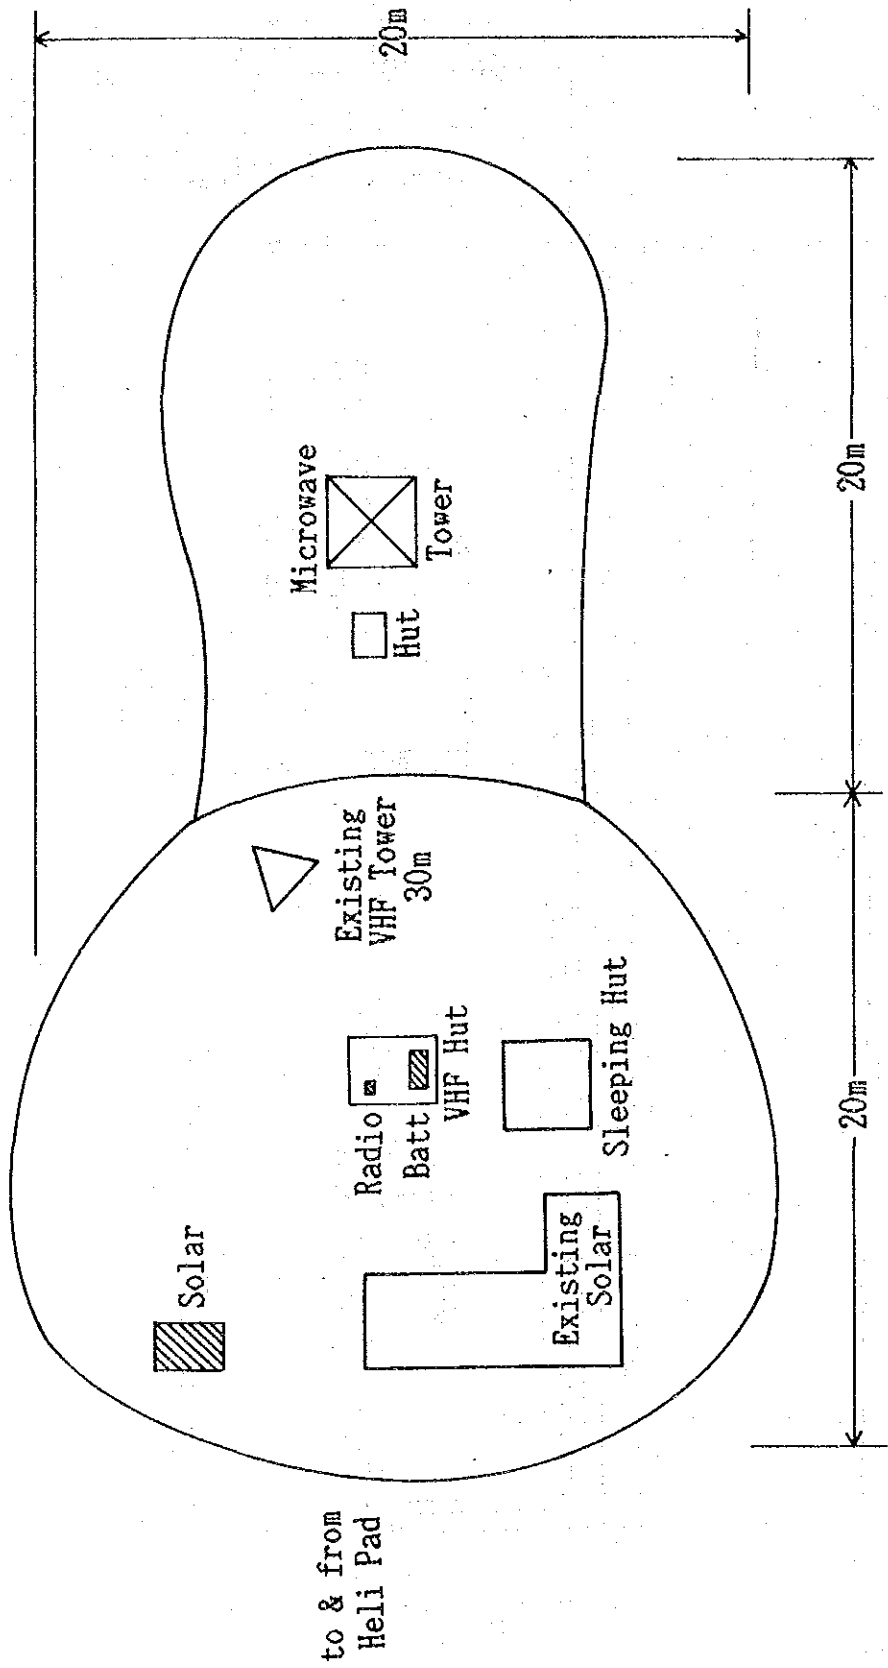 to & from
Heli Pad
Solar
Existing
Solar
Radio
Batt
VHF Hut
Sleeping Hut
Existing
VHF Tower
30m
Hut
Microwave
Tower
20m
20m
20m